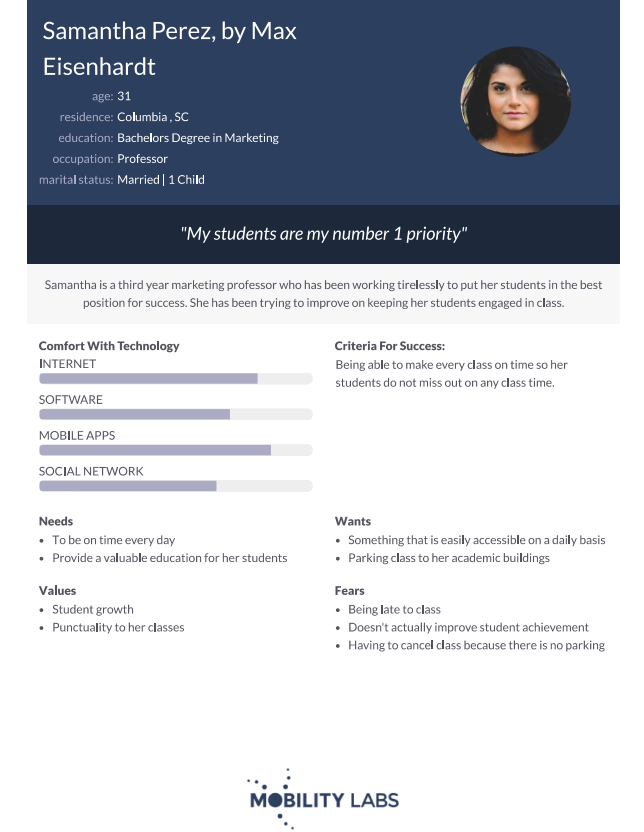 Samantha Perez, by Max
Eisenhardt
age: 31
residence: Columbia , SC
education: Bachelors Degree in Marketing
occupation: Professor
marital status: Married | 1 Child
"My students are my number 1 priority"
Samantha is a third year marketing professor who has been working tirelessly to put her students in the best
position for success. She has been trying to improve on keeping her students engaged in class.
Comfort With Technology
INTERNET
SOFTWARE
MOBILE APPS
SOCIAL NETWORK
Criteria For Success:
Being able to make every class on time so her
students do not miss out on any class time.
Needs
• To be on time every day
• Provide a valuable education for her students
Wants
• Something that is easily accessible on a daily basis
• Parking class to her academic buildings
Values
• Student growth
• Punctuality to her classes
Fears
• Being late to class
• Doesn't actually improve student achievement
• Having to cancel class because there is no parking
MOBILITY LABS